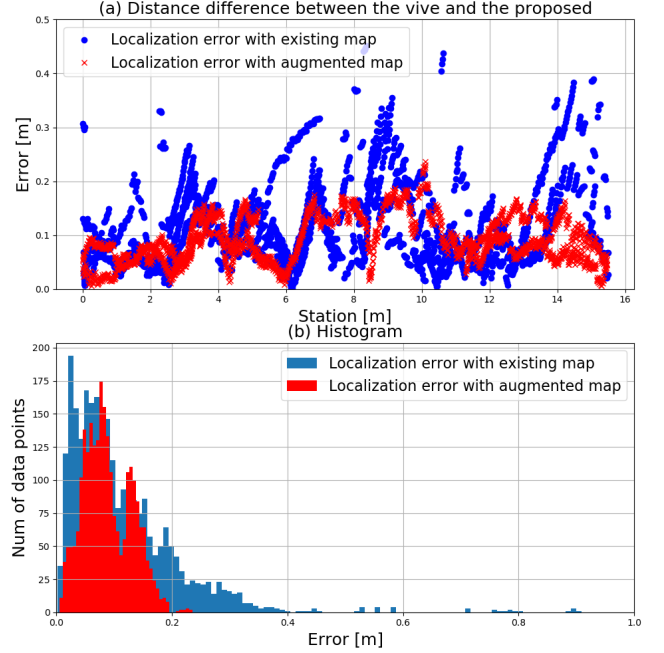 (a) Distance difference between the vive and the proposed
Localization error with existing map
Localization error with augmented map
Error [m]
0.5
0.4
0.3
0.2
0.1
0.0
0 2 4 6 8 10 12 14 16
Station [m]
(b) Histogram
Localization error with existing map
Localization error with augmented map
Num of data points
200
175
150
125
100
75
50
25
0
0.0 0.2 0.4 0.6 0.8 1.0
Error [m]